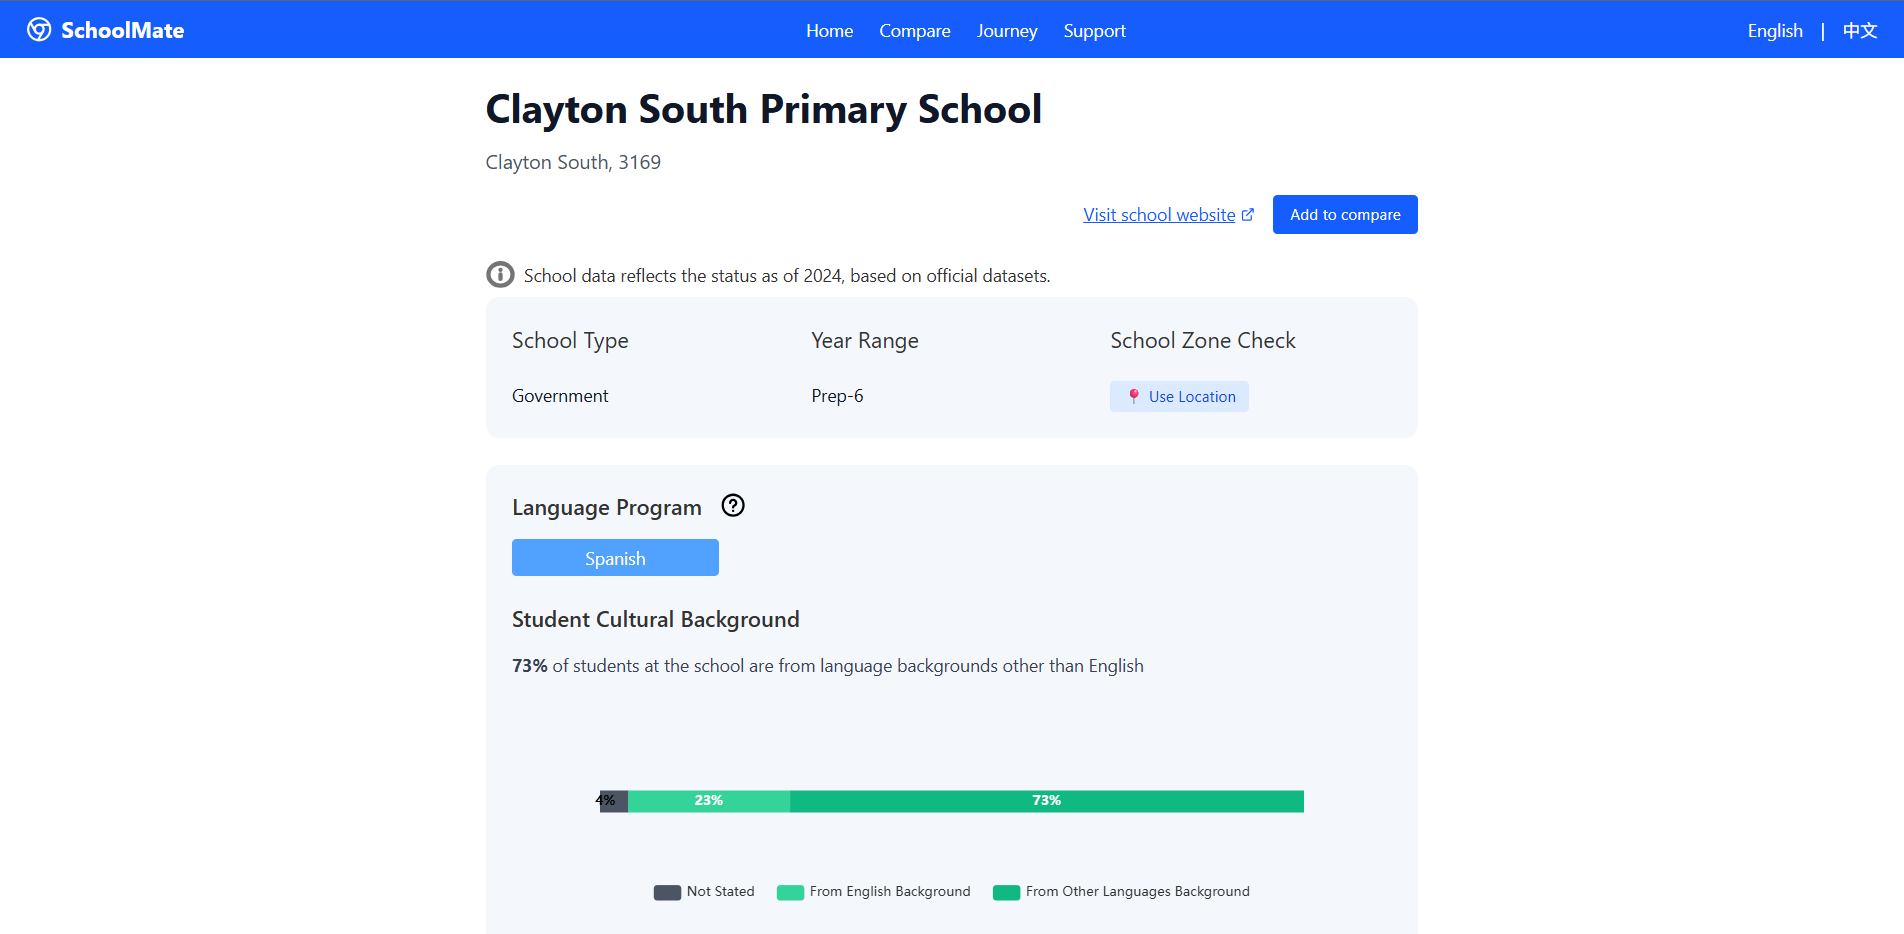 SchoolMate
Home Compare Journey Support
English | 中文
Clayton South Primary School
Clayton South, 3169
Visit school website
Add to compare
School data reflects the status as of 2024, based on official datasets.
School Type Year Range School Zone Check
Government Prep-6 Use Location
Language Program
Spanish
Student Cultural Background
73% of students at the school are from language backgrounds other than English
4% 23% 73%
Not Stated From English Background From Other Languages Background